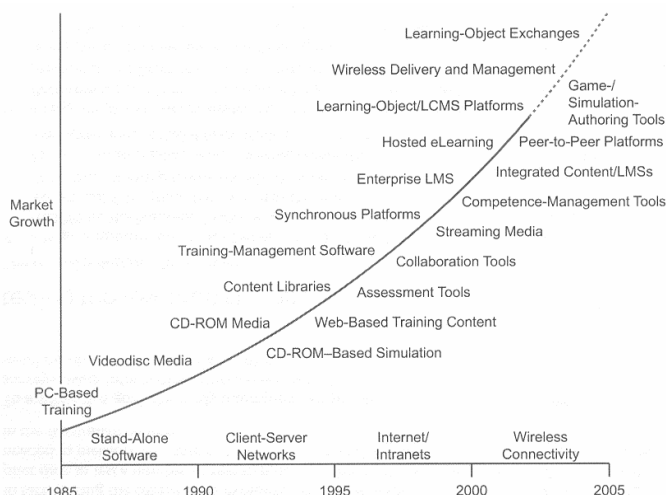 Learning-Object Exchanges
Wireless Delivery and Management
Game-/
Simulation-
Authoring Tools
Learning-Object/LCMS Platforms
Hosted eLearning
Peer-to-Peer Platforms
Integrated Content/LMSs
Enterprise LMS
Competence-Management Tools
Market
Growth
Synchronous Platforms
Streaming Media
Training-Management Software
Collaboration Tools
Content Libraries
Assessment Tools
CD-ROM Media
Web-Based Training Content
Videodisc Media
CD-ROM–Based Simulation
PC-Based
Training
Stand-Alone
Software
Client-Server
Networks
Internet/
Intranets
Wireless
Connectivity
1985
1990
1995
2000
2005